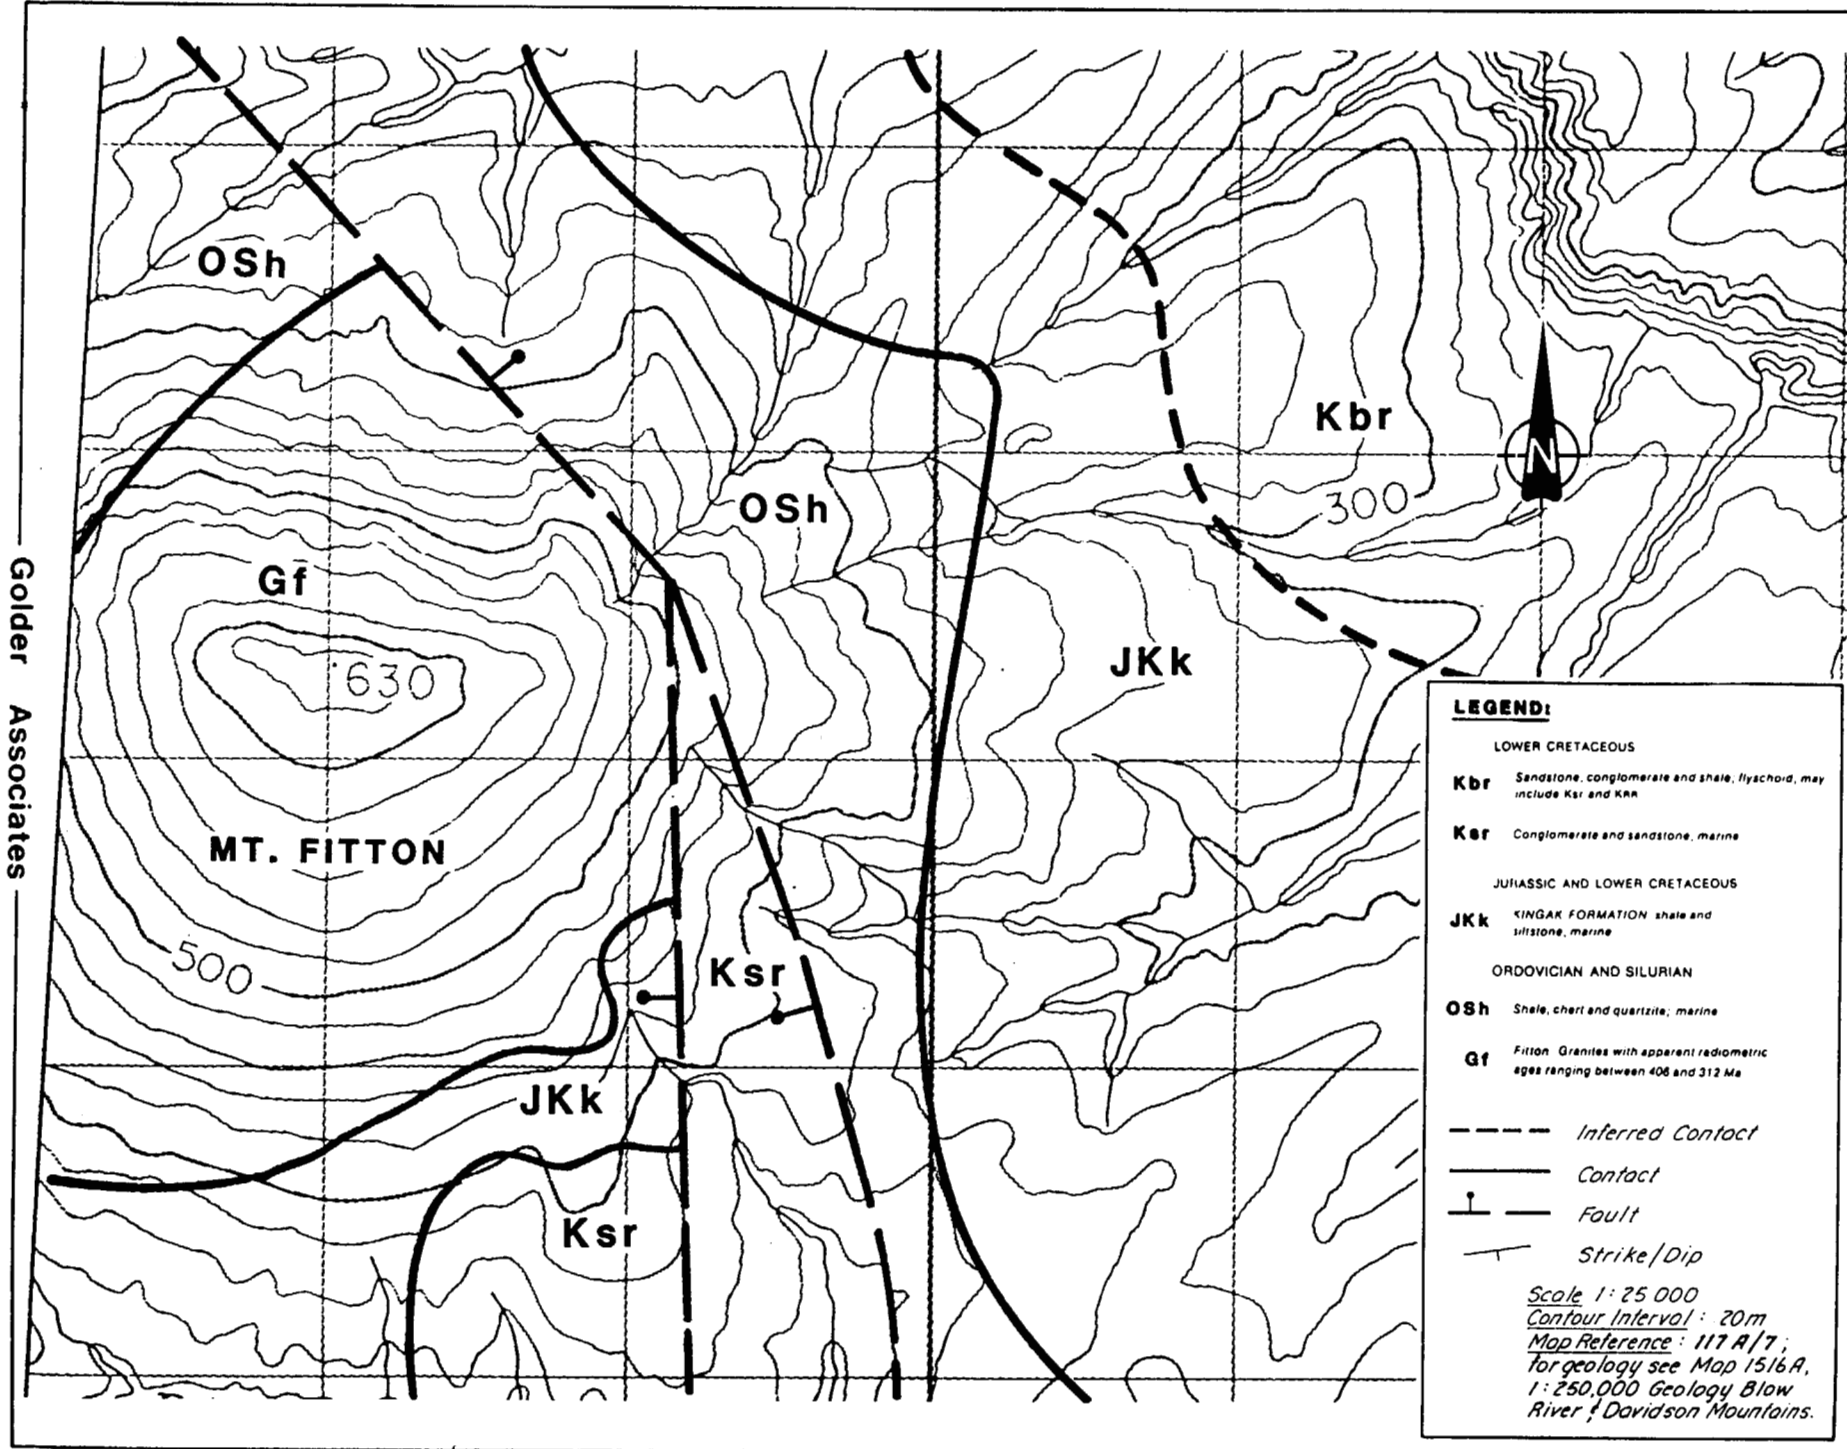 Golder Associates
OSh
Kbr
300
OSh
Gf
630
JKk
MT. FITTON
500
Ksr
JKk
Ksr
N
LEGEND:
LOWER CRETACEOUS
Kbr Sandstone, conglomerate and shale, flyschoid, may
include Ksr and KRR
Ksr Conglomerate and sandstone, marine
JURASSIC AND LOWER CRETACEOUS
JKk KINGAK FORMATION shale and
siltstone, marine
ORDOVICIAN AND SILURIAN
OSh Shale, chert and quartzite; marine
Gf Fitton Granites with apparent radiometric
ages ranging between 406 and 312 Ma
Inferred Contact
Contact
Fault
Strike/Dip
Scale 1:25 000
Contour Interval : 20m
Map Reference : 117 A/7;
for geology see Map 1516A,
1:250,000 Geology Blow
River & Davidson Mountains.